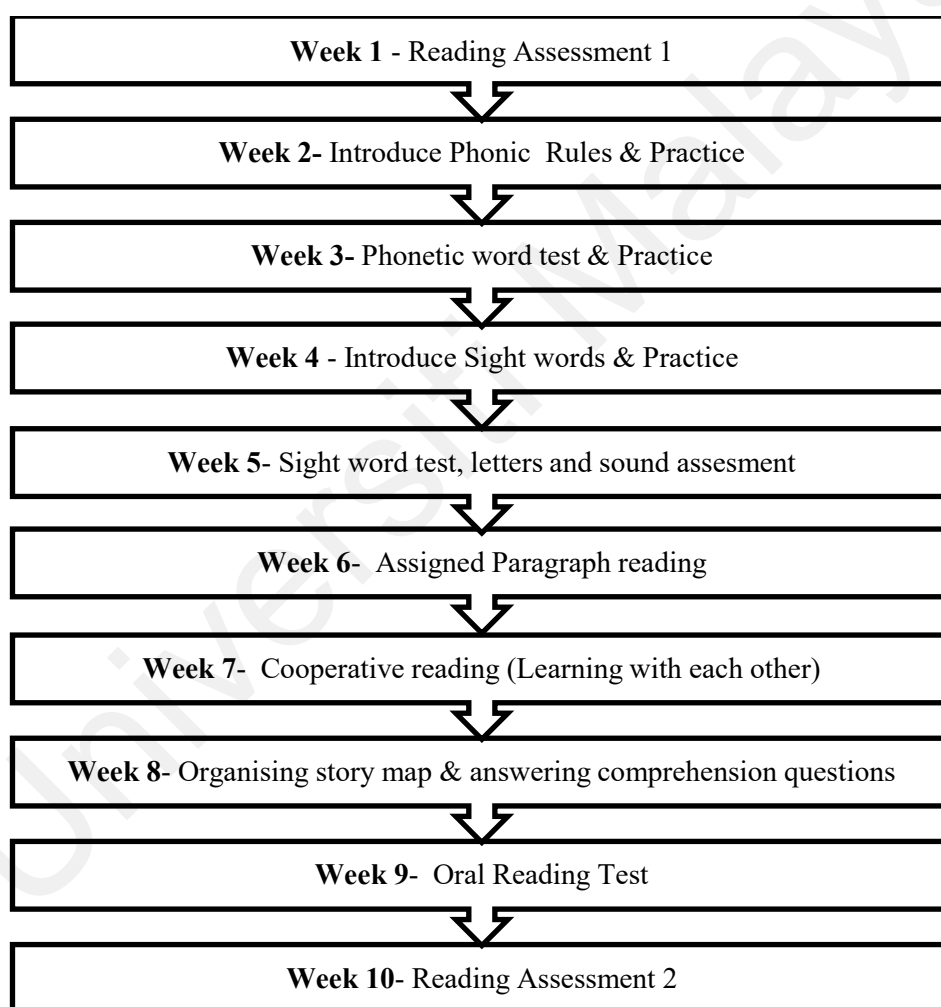 Week 1 - Reading Assessment 1
Week 2- Introduce Phonic Rules & Practice
Week 3- Phonetic word test & Practice
Week 4 - Introduce Sight words & Practice
Week 5- Sight word test, letters and sound assesment
Week 6- Assigned Paragraph reading
Week 7- Cooperative reading (Learning with each other)
Week 8- Organising story map & answering comprehension questions
Week 9- Oral Reading Test
Week 10- Reading Assessment 2
Universiti Malaya